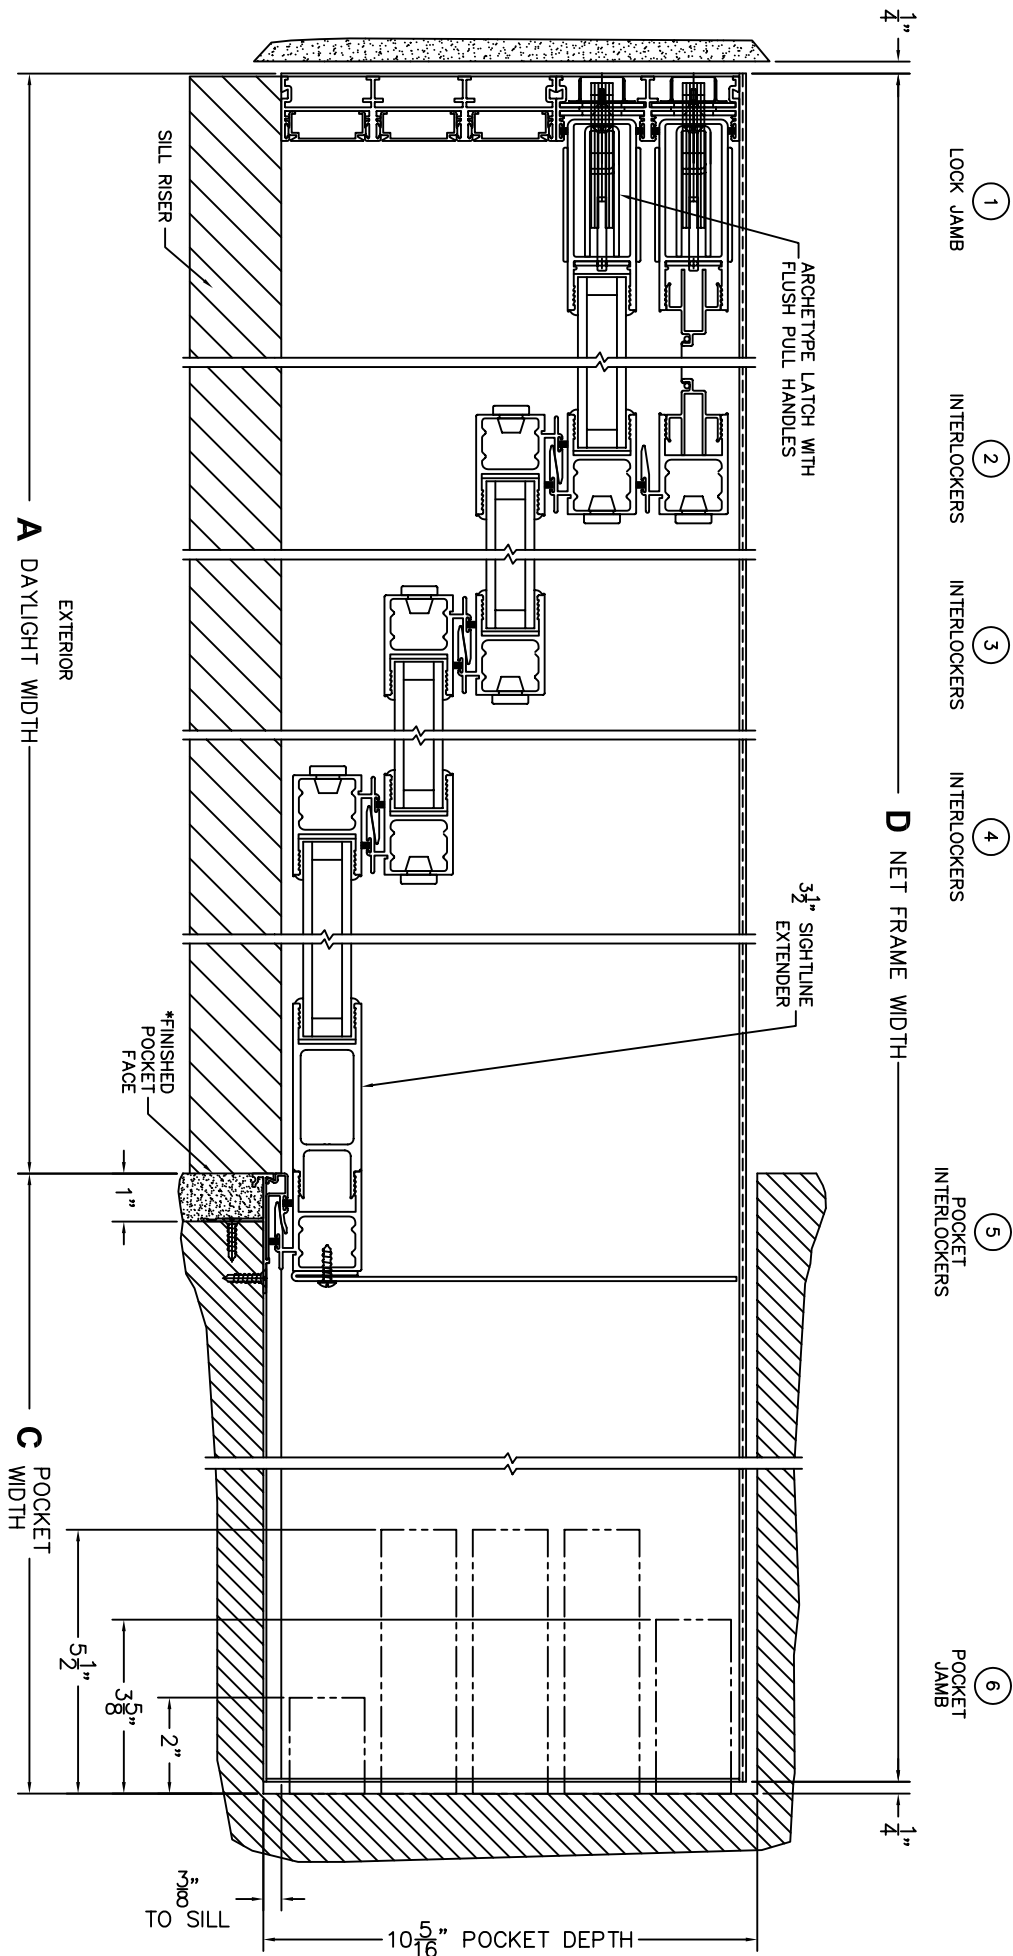 1
LOCK JAMB
2
INTERLOCKERS
3
INTERLOCKERS
4
INTERLOCKERS
5
POCKET
INTERLOCKERS
6
POCKET
JAMB
1/4"
D NET FRAME WIDTH
1/4"
ARCHETYPE LATCH WITH
FLUSH PULL HANDLES
3 1/2" SIGHTLINE
EXTENDER
SILL RISER
*FINISHED
POCKET
FACE
1"
2"
3 5/8"
5 1/2"
3/8"
TO SILL
10 5/16" POCKET DEPTH
EXTERIOR
A DAYLIGHT WIDTH
C POCKET
WIDTH